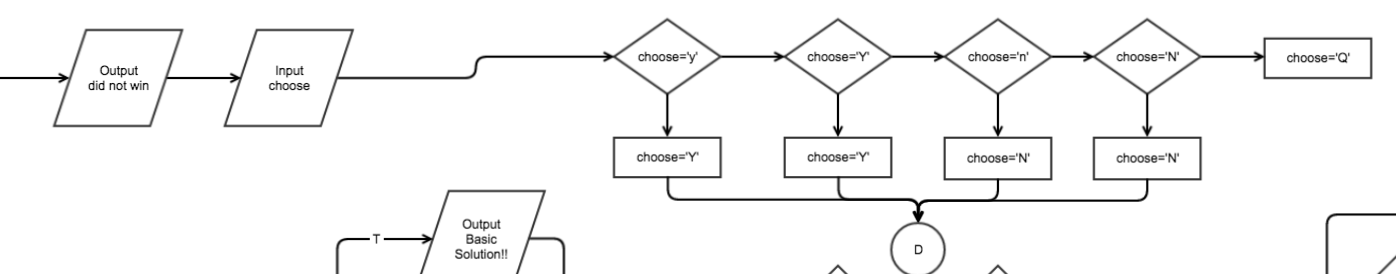 Output
did not win
Input
choose
choose='y'
choose='Y'
choose='n'
choose='N'
choose='Q'
choose='Y'
choose='Y'
choose='N'
choose='N'
T
Output
Basic
Solution!!
D